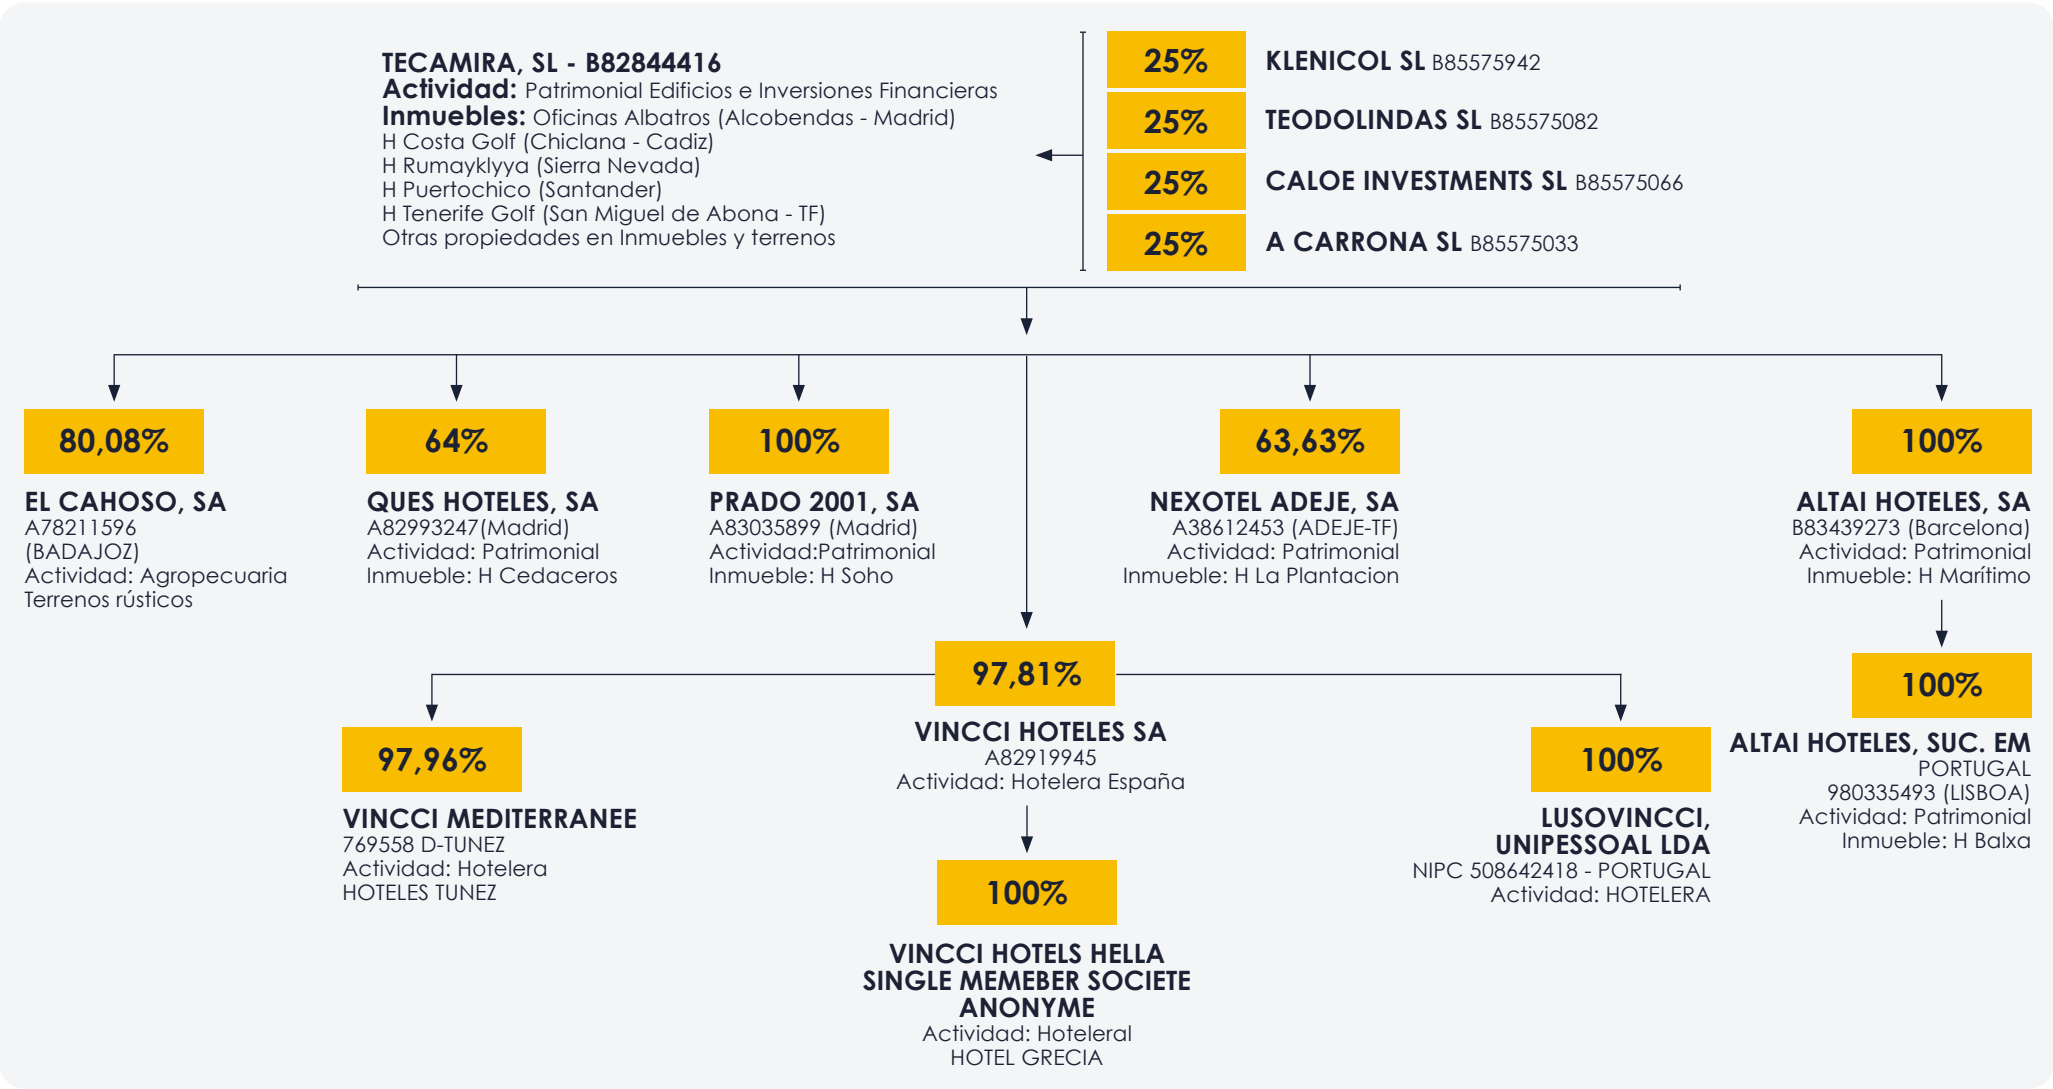 TECAMIRA, SL - B82844416
Actividad: Patrimonial Edificios e Inversiones Financieras
Inmuebles: Oficinas Albatros (Alcobendas - Madrid)
H Costa Golf (Chiclana - Cadiz)
H Rumayklyya (Sierra Nevada)
H Puertochico (Santander)
H Tenerife Golf (San Miguel de Abona - TF)
Otras propiedades en Inmuebles y terrenos
25% KLENICOL SL B85575942
25% TEODOLINDAS SL B85575082
25% CALOE INVESTMENTS SL B85575066
25% A CARRONA SL B85575033
80,08%
EL CAHOSO, SA
A78211596
(BADAJOZ)
Actividad: Agropecuaria
Terrenos rústicos
64%
QUES HOTELES, SA
A82993247(Madrid)
Actividad: Patrimonial
Inmueble: H Cedaceros
100%
PRADO 2001, SA
A83035899 (Madrid)
Actividad:Patrimonial
Inmueble: H Soho
63,63%
NEXOTEL ADEJE, SA
A38612453 (ADEJE-TF)
Actividad: Patrimonial
Inmueble: H La Plantacion
100%
ALTAI HOTELES, SA
B83439273 (Barcelona)
Actividad: Patrimonial
Inmueble: H Marítimo
97,81%
VINCCI HOTELES SA
A82919945
Actividad: Hotelera España
97,96%
VINCCI MEDITERRANEE
769558 D-TUNEZ
Actividad: Hotelera
HOTELES TUNEZ
100%
VINCCI HOTELS HELLA
SINGLE MEMEBER SOCIETE
ANONYME
Actividad: Hoteleral
HOTEL GRECIA
100%
LUSOVINCCI,
UNIPESSOAL LDA
NIPC 508642418 - PORTUGAL
Actividad: HOTELERA
100%
ALTAI HOTELES, SUC. EM
PORTUGAL
980335493 (LISBOA)
Actividad: Patrimonial
Inmueble: H Balxa